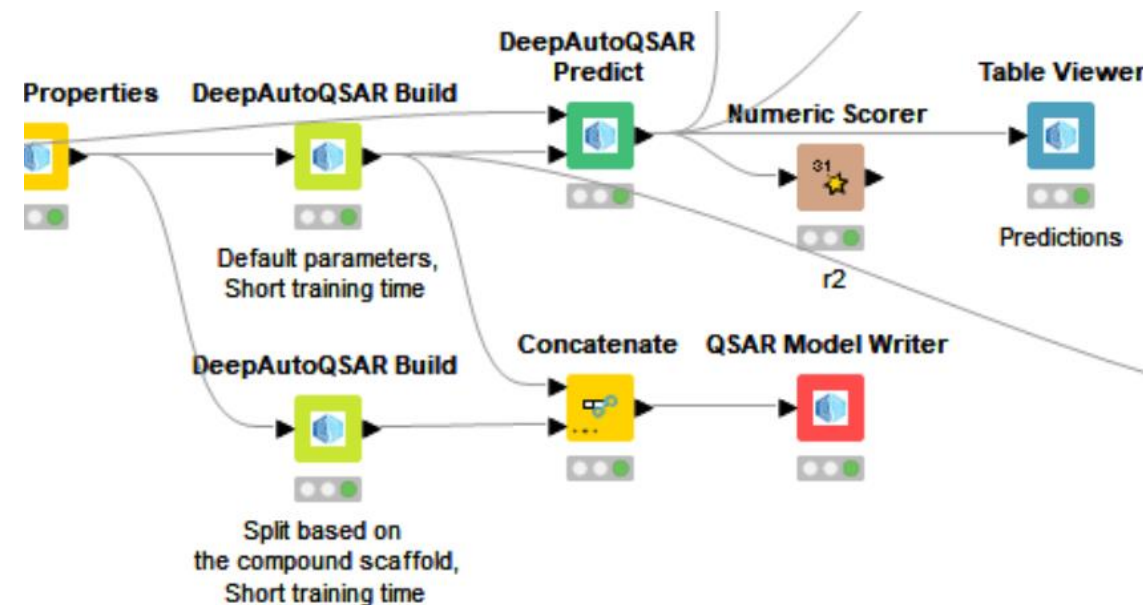 DeepAutoQSAR
Predict
Properties
DeepAutoQSAR Build
Table Viewer
Numeric Scorer
31
Default parameters,
Short training time
r2
Predictions
DeepAutoQSAR Build
Concatenate
QSAR Model Writer
Split based on
the compound scaffold,
Short training time